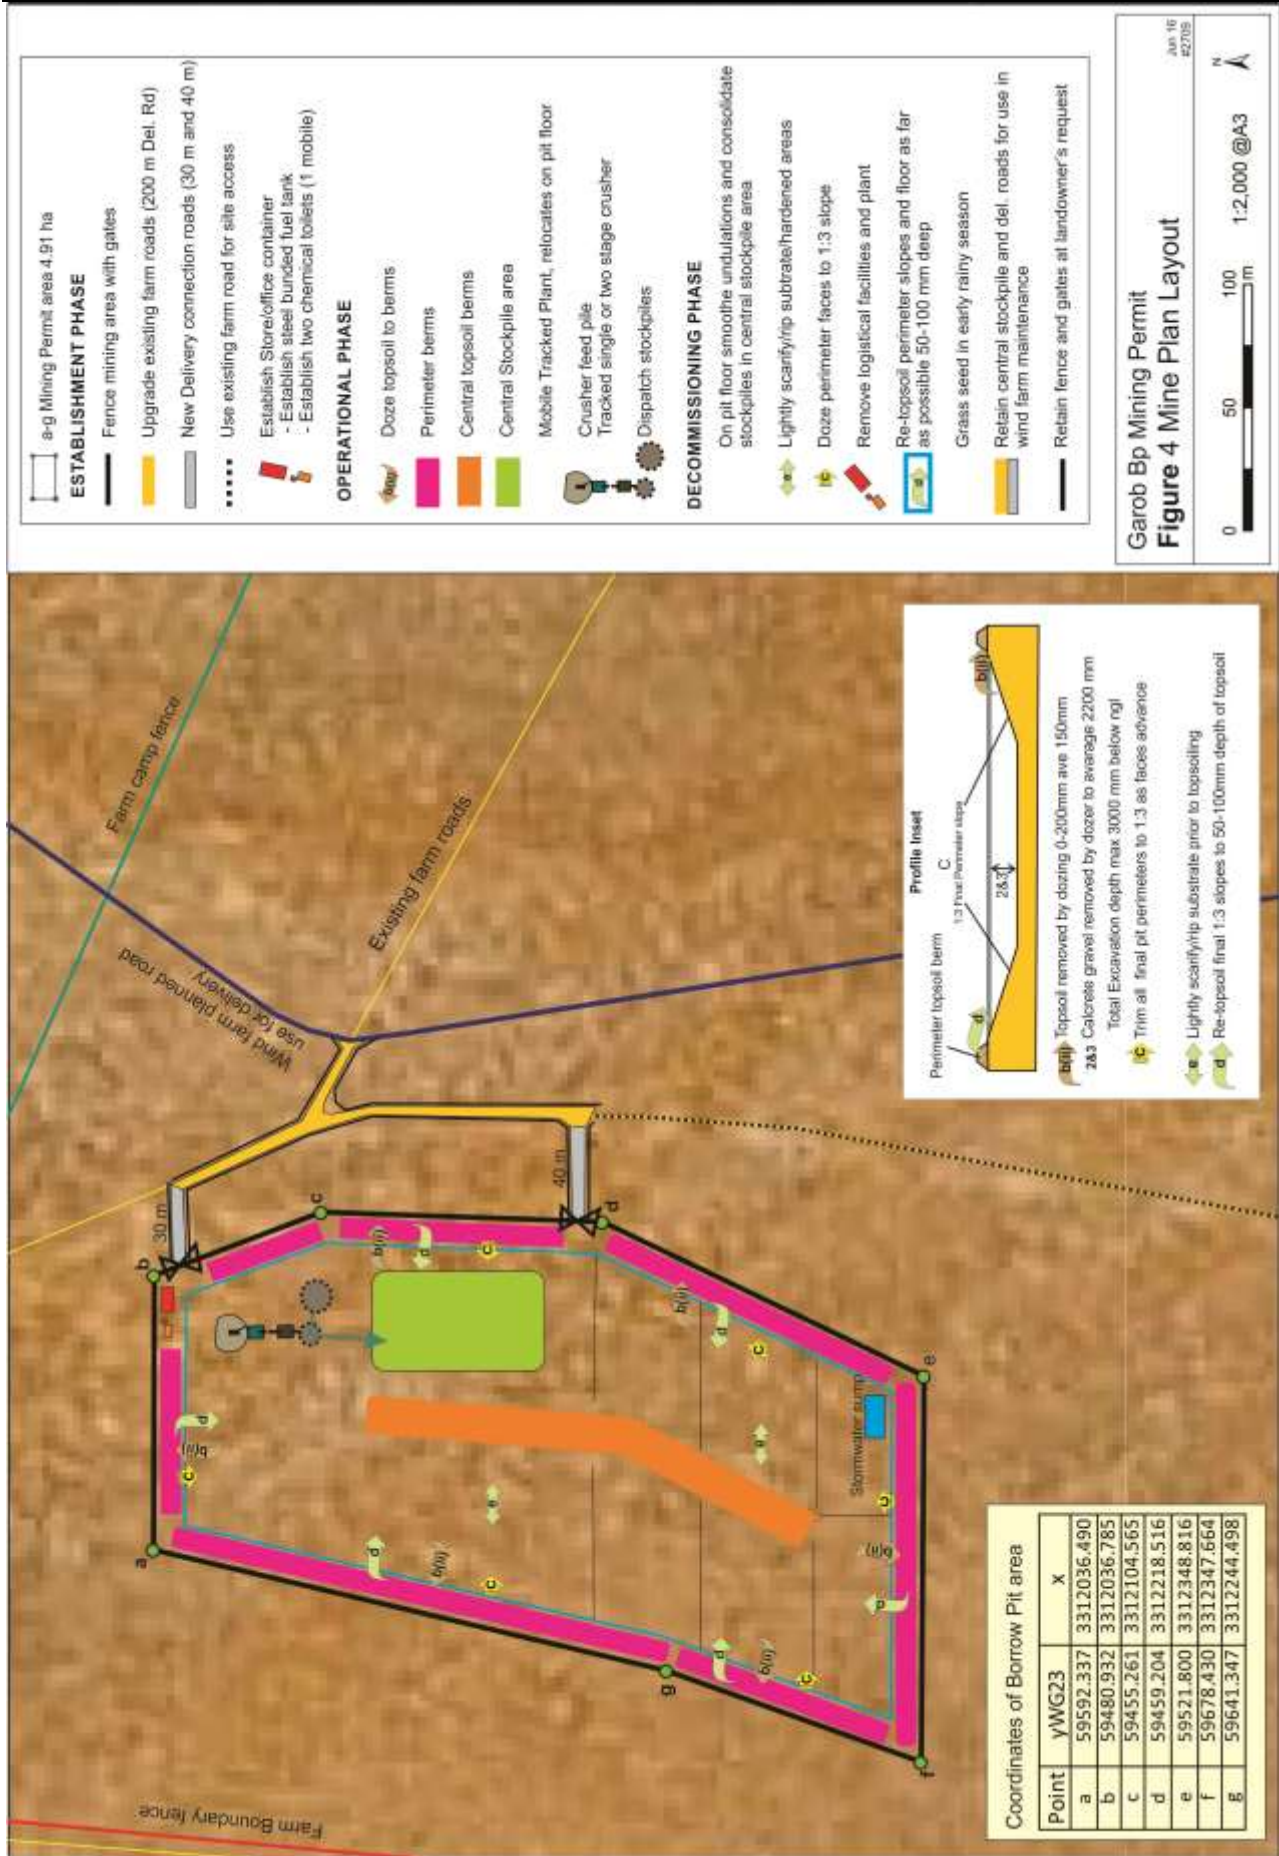 a-g Mining Permit area 4.91 ha
ESTABLISHMENT PHASE
Fence mining area with gates
Upgrade existing farm roads (200 m Del. Rd)
New Delivery connection roads (30 m and 40 m)
Use existing farm road for site access
Establish Store/office container
- Establish steel bunded fuel tank
- Establish two chemical toilets (1 mobile)
OPERATIONAL PHASE
b(ii)
Doze topsoil to berms
Perimeter berms
Central topsoil berms
Central Stockpile area
Mobile Tracked Plant, relocates on pit floor
Crusher feed pile
Tracked single or two stage crusher
Dispatch stockpiles
DECOMMISSIONING PHASE
On pit floor smoothe undulations and consolidate
stockpiles in central stockpile area
e
Lightly scarify/rip subtrate/hardened areas
C
Doze perimeter faces to 1:3 slope
Remove logistical facilities and plant
d
Re-topsoil perimeter slopes and floor as far
as possible 50-100 mm deep
Grass seed in early rainy season
Retain central stockpile and del. roads for use in
wind farm maintenance
Retain fence and gates at landowner's request
Garob Bp Mining Permit
Jun 16
#2709
Figure 4 Mine Plan Layout
0
50
100
m
1:2,000 @A3
N
Farm camp fence
Wind farm planned road
use for delivery
Existing farm roads
30 m
40 m
a
b
c
d
e
f
g
b(ii)
d
C
b(ii)
d
C
b(ii)
d
C
d
b(ii)
C
e
e
d
b(ii)
C
C
b(ii)
d
Stormwater sump
Farm Boundary fence
Profile Inset
Perimeter topsoil berm
C
1:3 Final Perimeter slope
d
2&3
b(ii)
b(ii) Topsoil removed by dozing 0-200mm ave 150mm
2&3 Calcrete gravel removed by dozer to avarage 2200 mm
Total Excavation depth max 3000 mm below ngl
C Trim all final pit perimeters to 1:3 as faces advance
e Lightly scarify/rip substrate prior to topsoiling
d Re-topsoil final 1:3 slopes to 50-100mm depth of topsoil
Coordinates of Borrow Pit area
Point yWG23 x
a 59592.337 3312036.490
b 59480.932 3312036.785
c 59455.261 3312104.565
d 59459.204 3312218.516
e 59521.800 3312348.816
f 59678.430 3312347.664
g 59641.347 3312244.498